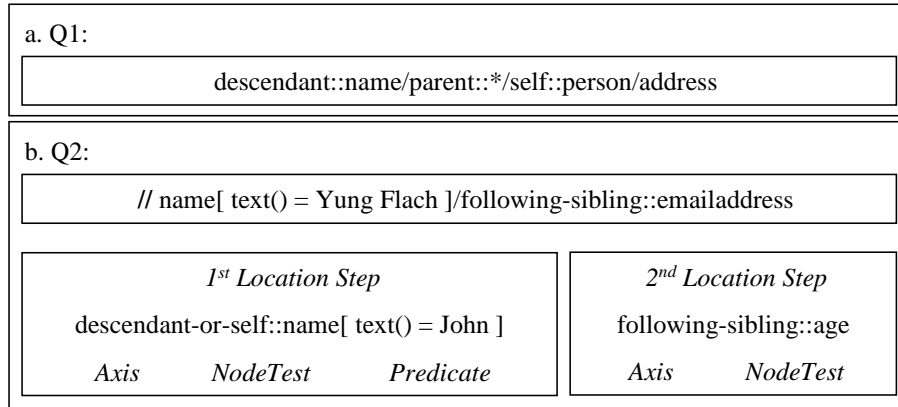 a. Q1:
descendant::name/parent::*/self::person/address
b. Q2:
// name[ text() = Yung Flach ]/following-sibling::emailaddress
1st Location Step
descendant-or-self::name[ text() = John ]
Axis NodeTest Predicate
2nd Location Step
following-sibling::age
Axis NodeTest